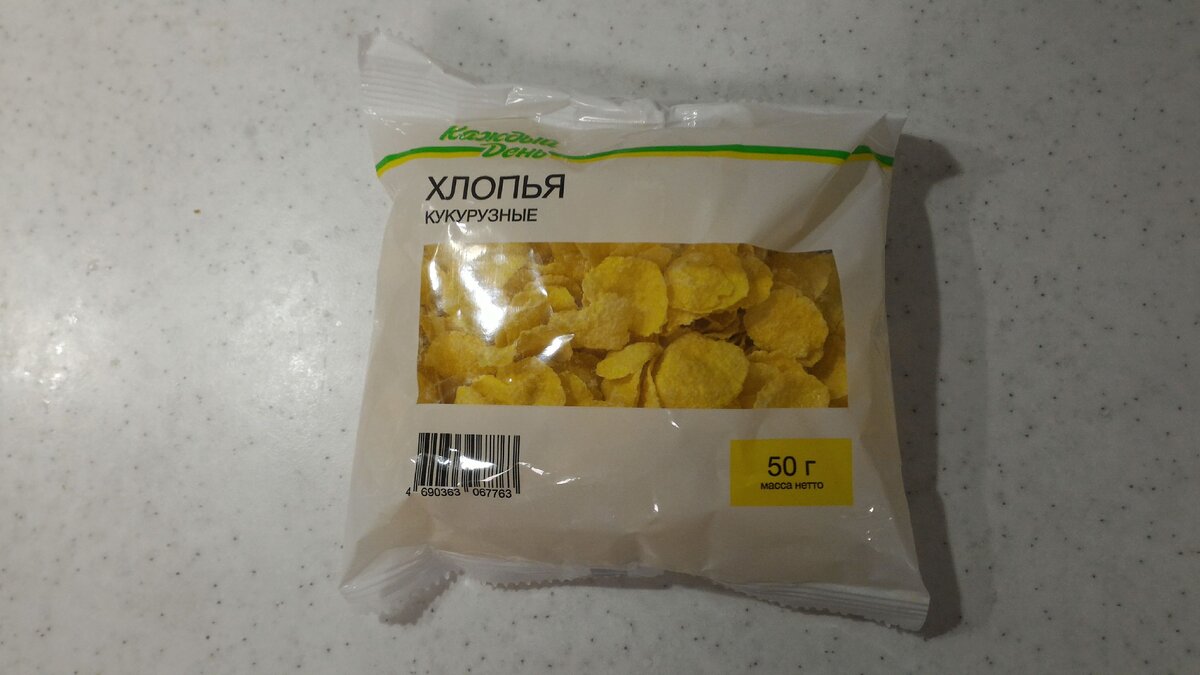 Каждый
День
ХЛОПЬЯ
КУКУРУЗНЫЕ
50 г
масса нетто
4 690363 067763